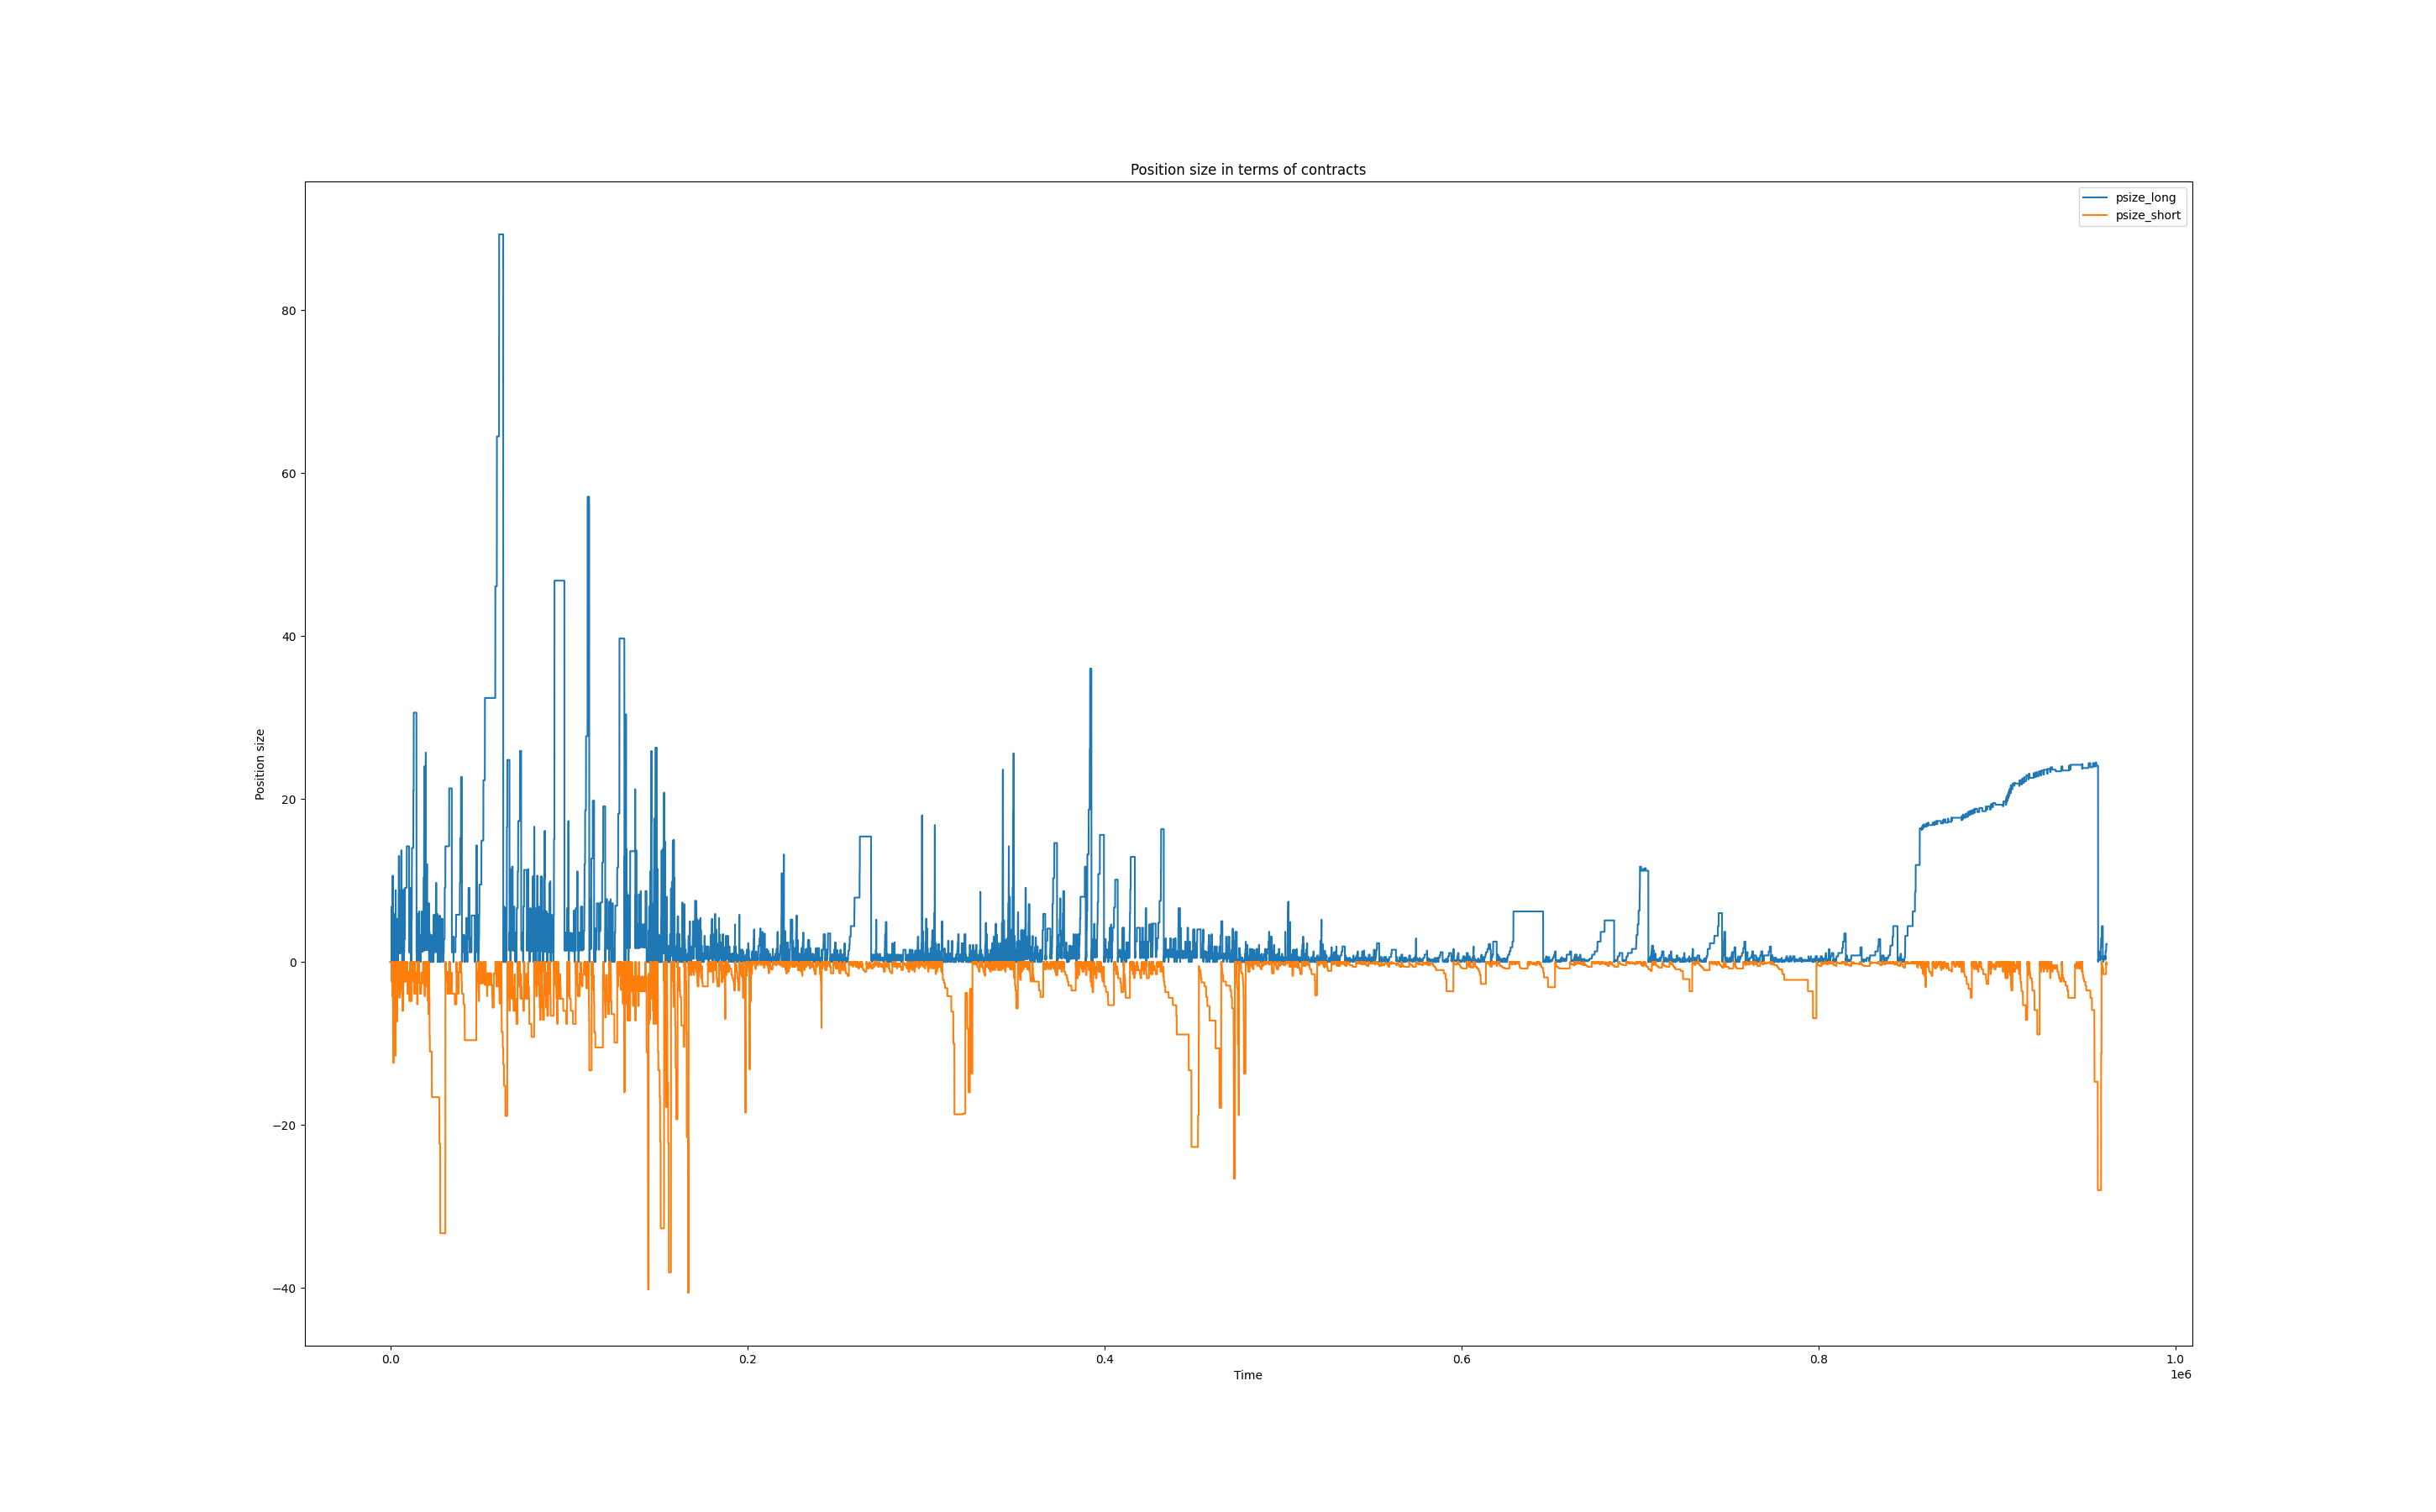 Position size in terms of contracts
psize_long
psize_short
80
60
40
20
0
−20
−40
Position size
0.0
0.2
0.4
0.6
0.8
1.0
1e6
Time